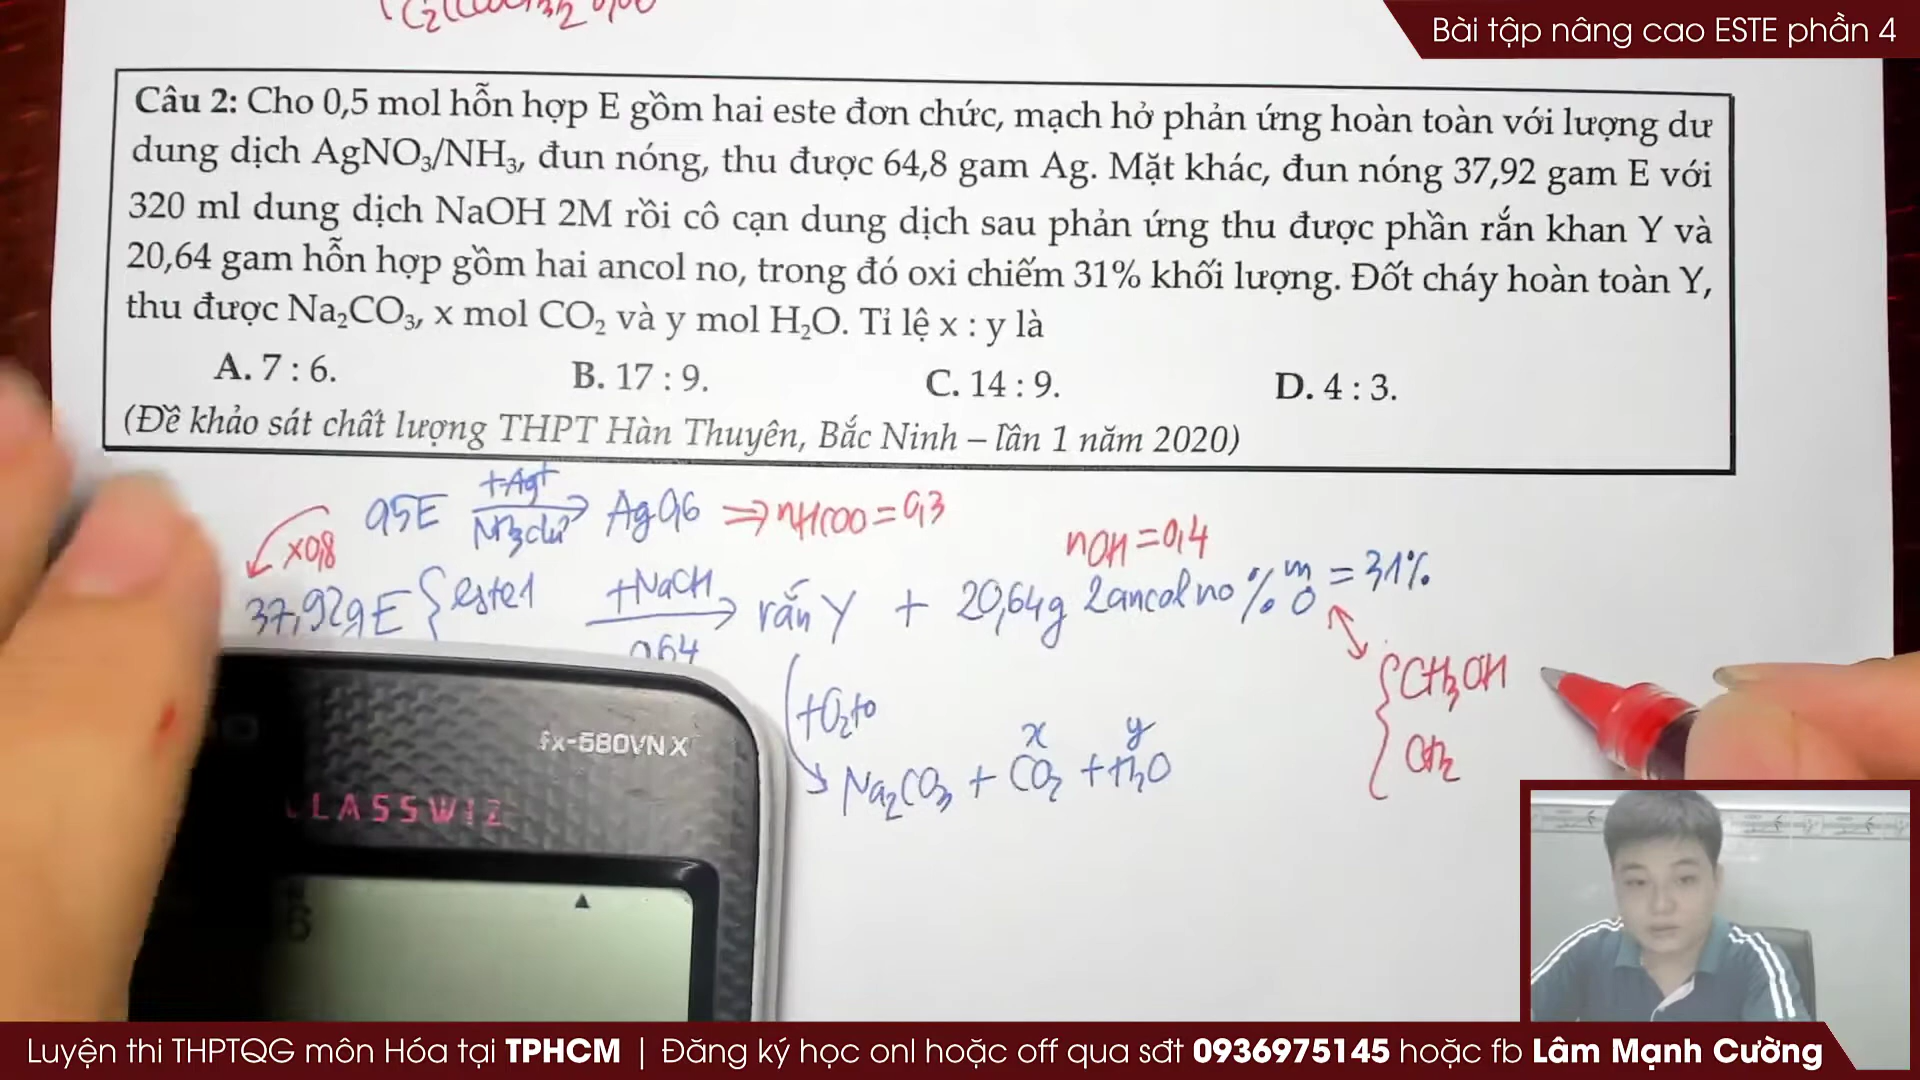 Bài tập nâng cao ESTE phần 4
Câu 2: Cho 0,5 mol hỗn hợp E gồm hai este đơn chức, mạch hở phản ứng hoàn toàn với lượng dư
dung dịch AgNO₃/NH₃, đun nóng, thu được 64,8 gam Ag. Mặt khác, đun nóng 37,92 gam E với
320 ml dung dịch NaOH 2M rồi cô cạn dung dịch sau phản ứng thu được phần rắn khan Y và
20,64 gam hỗn hợp gồm hai ancol no, trong đó oxi chiếm 31% khối lượng. Đốt cháy hoàn toàn Y,
thu được Na₂CO₃, x mol CO₂ và y mol H₂O. Tỉ lệ x : y là
A. 7 : 6. B. 17 : 9. C. 14 : 9. D. 4 : 3.
(Đề khảo sát chất lượng THPT Hàn Thuyên, Bắc Ninh – lần 1 năm 2020)
+Ag⁺
0,5E → Ag 0,6 ⇒ nHCOO = 0,3
NH₃ dư
x0,8
nOH = 0,4
37,92g E { este 1 +NaOH → rắn Y + 20,64g 2 ancol no % m O = 31%
0,64
{ CH₃OH
CH₂
+O₂ t⁰
x y
Na₂CO₃ + CO₂ + H₂O
fx-580VN X
CLASSWIZ
Luyện thi THPTQG môn Hóa tại TPHCM | Đăng ký học onl hoặc off qua sđt 0936975145 hoặc fb Lâm Mạnh Cường